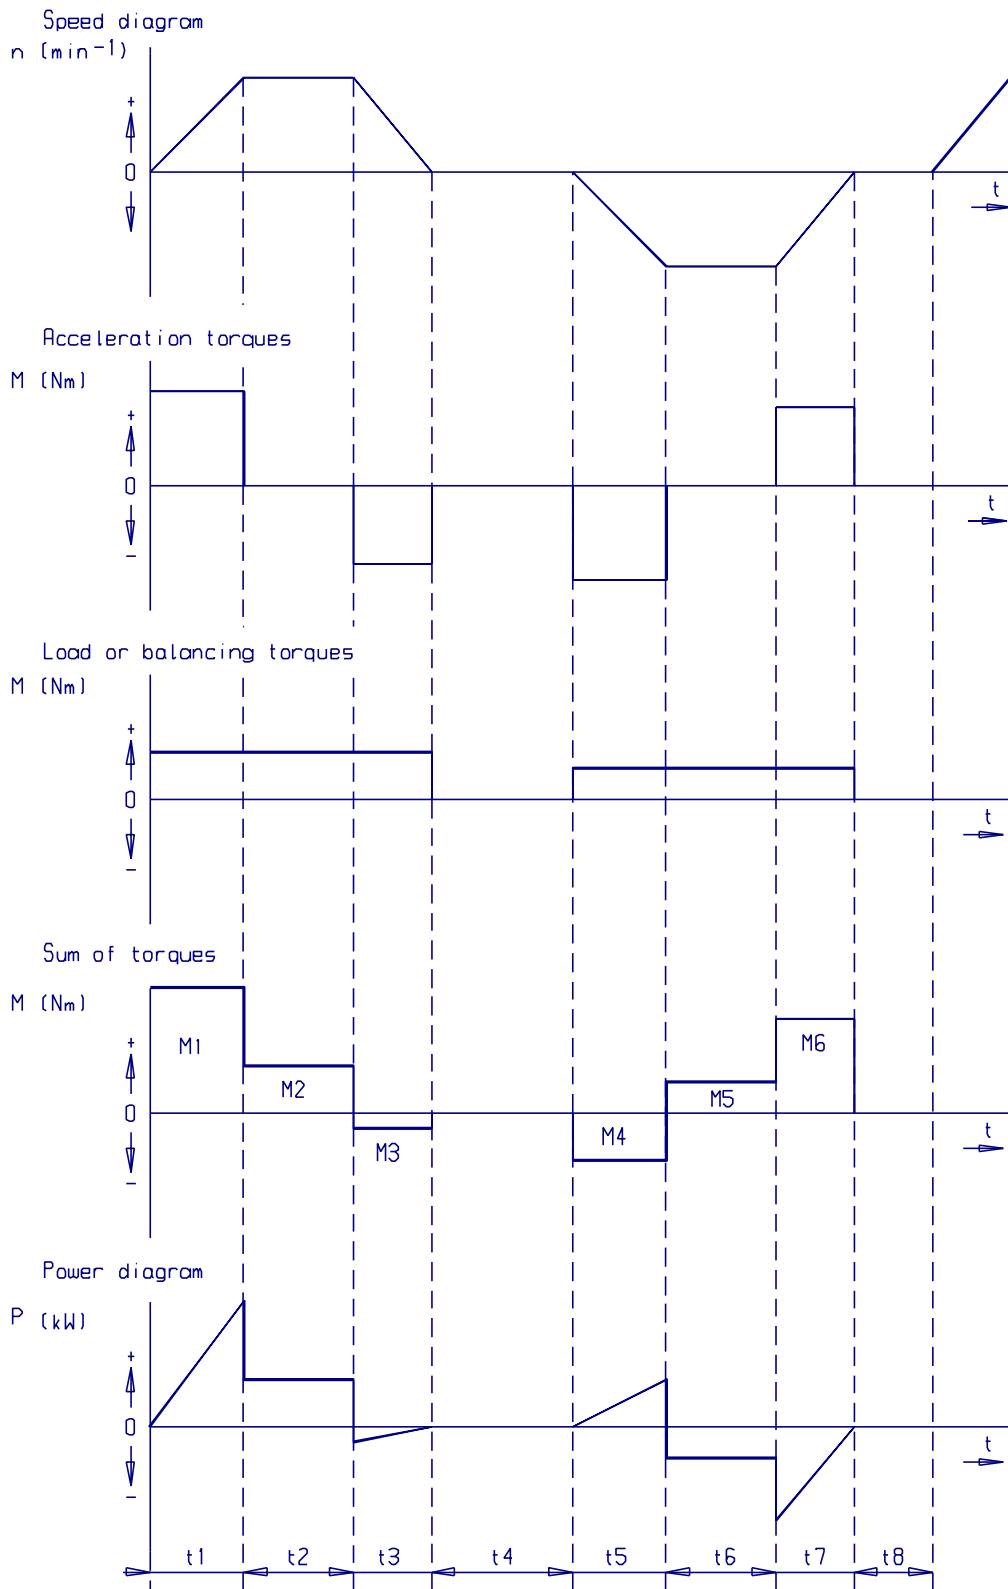 Speed diagram
n (min⁻¹)
+
0
t
Acceleration torques
M (Nm)
+
0
t
−
Load or balancing torques
M (Nm)
+
0
t
−
Sum of torques
M (Nm)
M1
M6
+
M2
M5
0
M4
t
M3
−
Power diagram
P (kW)
+
0
t
−
t1 t2 t3 t4 t5 t6 t7 t8